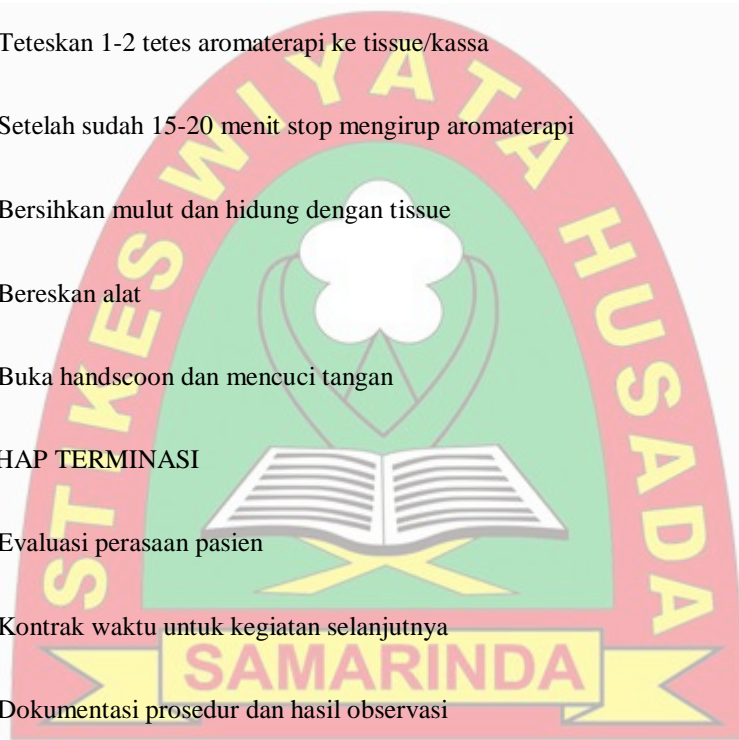 Teteskan 1-2 tetes aromaterapi ke tissue/kassa
Setelah sudah 15-20 menit stop mengirup aromaterapi
Bersihkan mulut dan hidung dengan tissue
Bereskan alat
Buka handscoon dan mencuci tangan
HAP TERMINASI
Evaluasi perasaan pasien
Kontrak waktu untuk kegiatan selanjutnya
Dokumentasi prosedur dan hasil observasi
STIKES WIYATA HUSADA
SAMARINDA